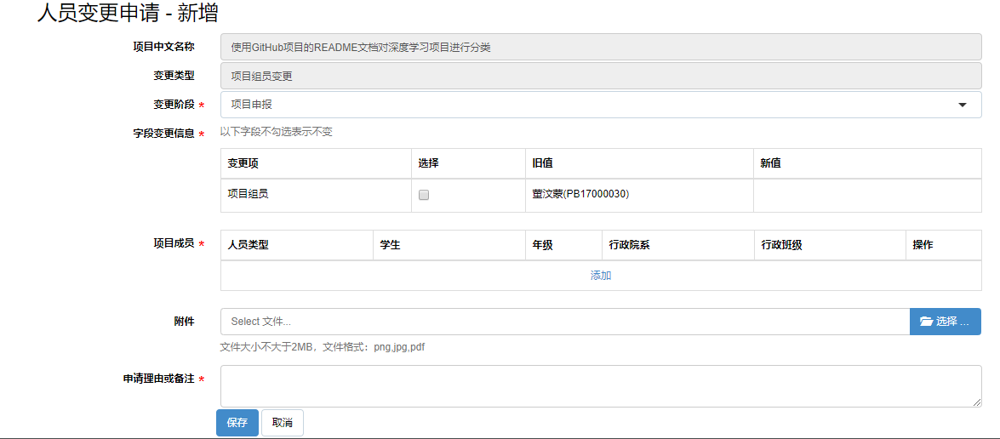 人员变更申请 - 新增
项目中文名称 使用GitHub项目的README文档对深度学习项目进行分类
变更类型 项目组员变更
变更阶段 * 项目申报
字段变更信息 * 以下字段不勾选表示不变
变更项 选择 旧值 新值
项目组员 董汶蒙(PB17000030)
项目成员 * 人员类型 学生 年级 行政院系 行政班级 操作
添加
附件 Select 文件... 选择 ...
文件大小不大于2MB，文件格式：png,jpg,pdf
申请理由或备注 *
保存 取消